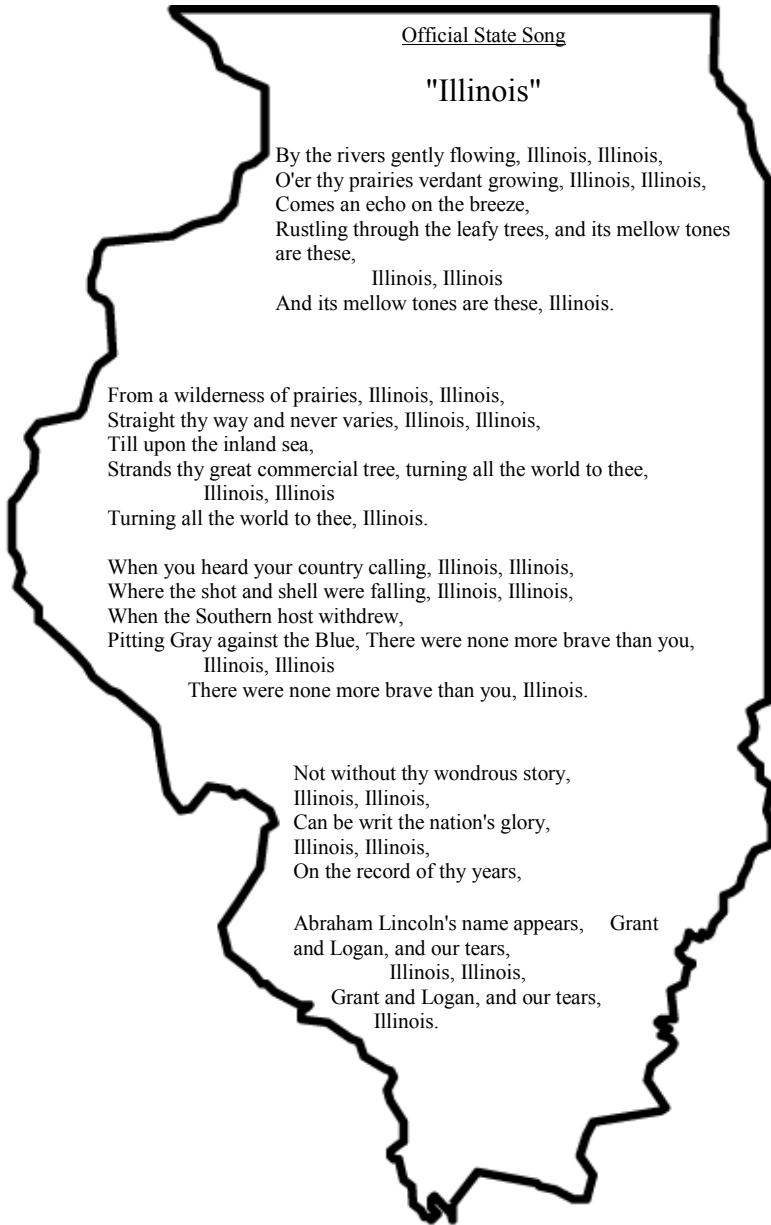 Official State Song
"Illinois"
By the rivers gently flowing, Illinois, Illinois,
O'er thy prairies verdant growing, Illinois, Illinois,
Comes an echo on the breeze,
Rustling through the leafy trees, and its mellow tones
are these,
Illinois, Illinois
And its mellow tones are these, Illinois.
From a wilderness of prairies, Illinois, Illinois,
Straight thy way and never varies, Illinois, Illinois,
Till upon the inland sea,
Strands thy great commercial tree, turning all the world to thee,
Illinois, Illinois
Turning all the world to thee, Illinois.
When you heard your country calling, Illinois, Illinois,
Where the shot and shell were falling, Illinois, Illinois,
When the Southern host withdrew,
Pitting Gray against the Blue, There were none more brave than you,
Illinois, Illinois
There were none more brave than you, Illinois.
Not without thy wondrous story,
Illinois, Illinois,
Can be writ the nation's glory,
Illinois, Illinois,
On the record of thy years,
Abraham Lincoln's name appears, Grant
and Logan, and our tears,
Illinois, Illinois,
Grant and Logan, and our tears,
Illinois.